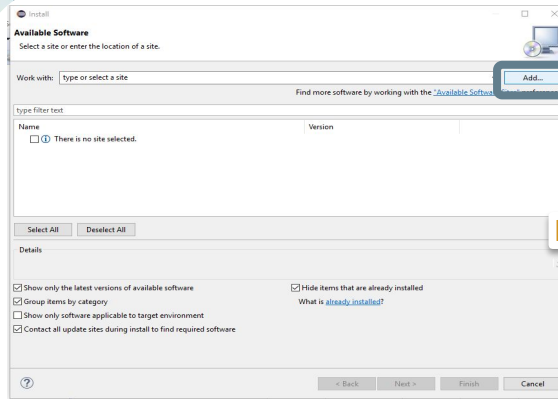 Install
Available Software
Select a site or enter the location of a site.
Work with: type or select a site
Add...
Find more software by working with the "Available Software
type filter text
Name Version
There is no site selected.
Select All Deselect All
Details
Show only the latest versions of available software
Hide items that are already installed
Group items by category
What is already installed?
Show only software applicable to target environment
Contact all update sites during install to find required software
?
< Back Next > Finish Cancel